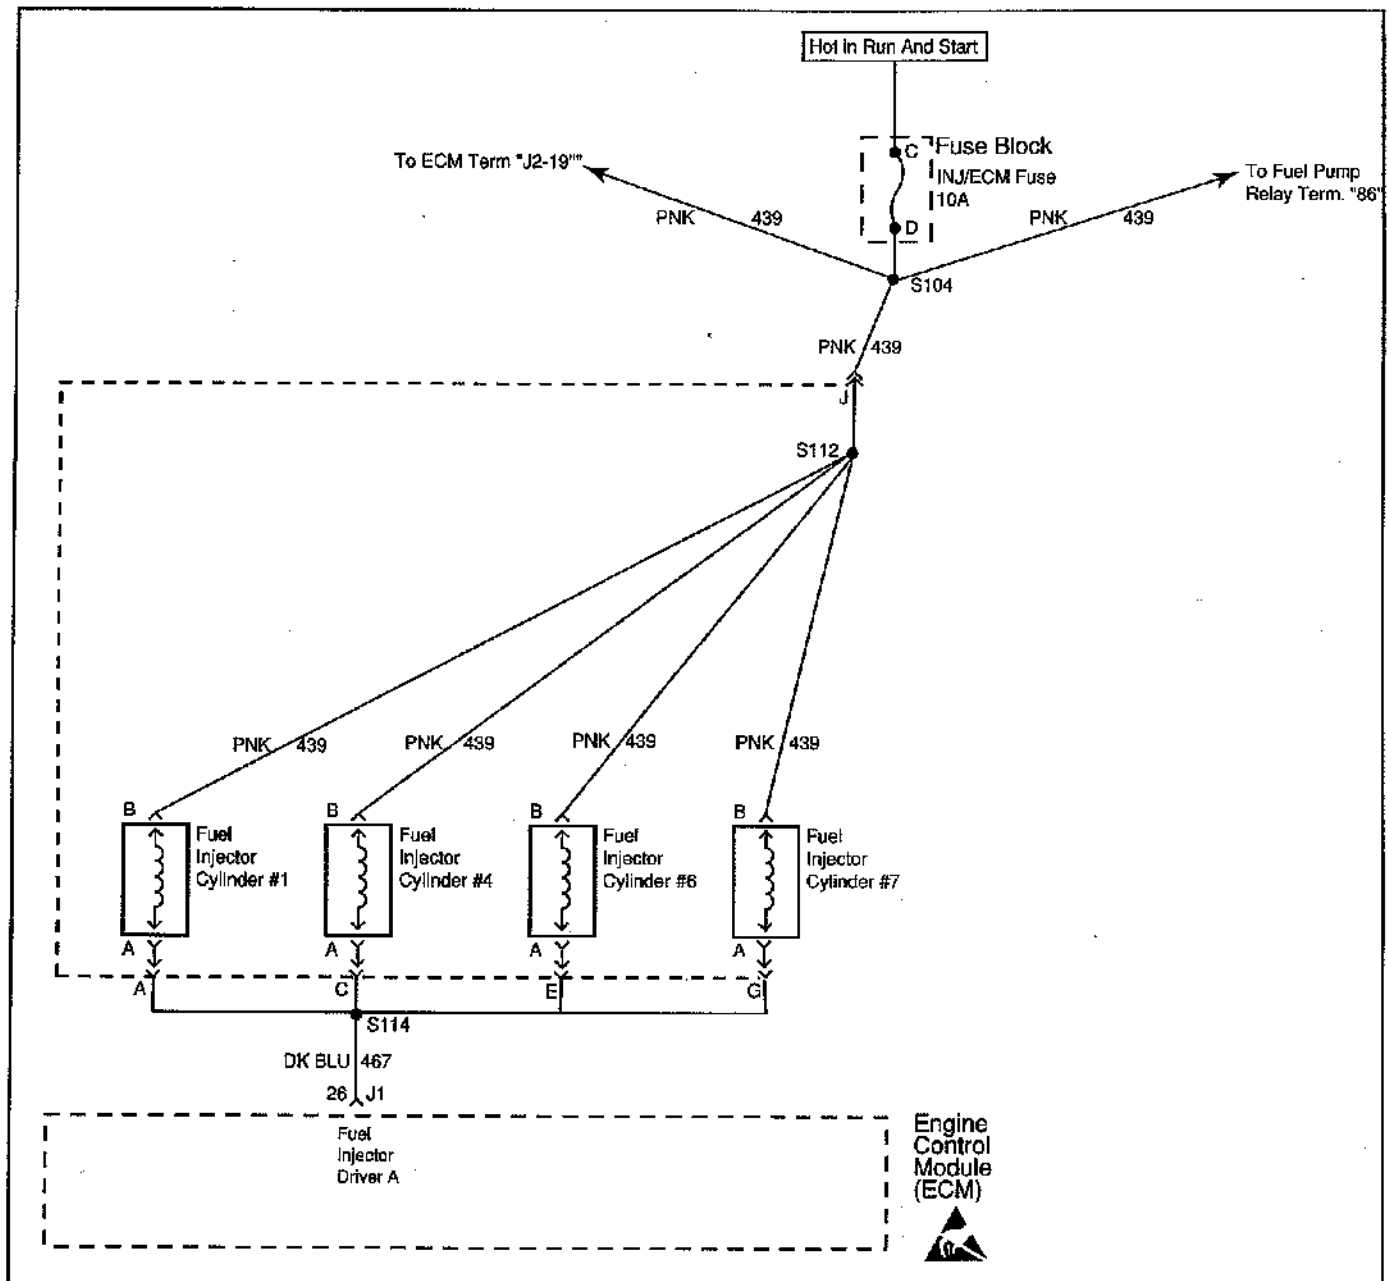 Hot in Run And Start
C
Fuse Block
INJ/ECM Fuse
10A
D
To ECM Term "J2-19""
To Fuel Pump
Relay Term. "86"
PNK 439
PNK 439
S104
PNK 439
J
S112
PNK 439
PNK 439
PNK 439
PNK 439
B
B
B
B
Fuel
Injector
Cylinder #1
Fuel
Injector
Cylinder #4
Fuel
Injector
Cylinder #6
Fuel
Injector
Cylinder #7
A
A
A
A
A
C
E
G
S114
DK BLU 467
26 J1
Fuel
Injector
Driver A
Engine
Control
Module
(ECM)